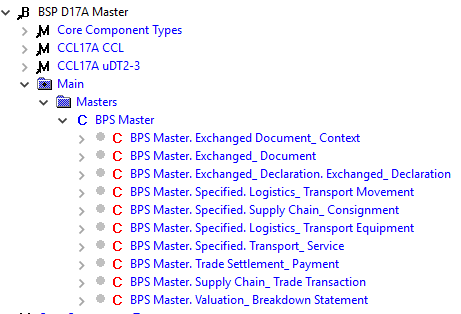 BSP D17A Master
Core Component Types
CCL17A CCL
CCL17A uDT2-3
Main
Masters
BPS Master
BPS Master. Exchanged Document_ Context
BPS Master. Exchanged_ Document
BPS Master. Exchanged_ Declaration. Exchanged_ Declaration
BPS Master. Specified. Logistics_ Transport Movement
BPS Master. Specified. Supply Chain_ Consignment
BPS Master. Specified. Logistics_ Transport Equipment
BPS Master. Specified. Transport_ Service
BPS Master. Trade Settlement_ Payment
BPS Master. Supply Chain_ Trade Transaction
BPS Master. Valuation_ Breakdown Statement